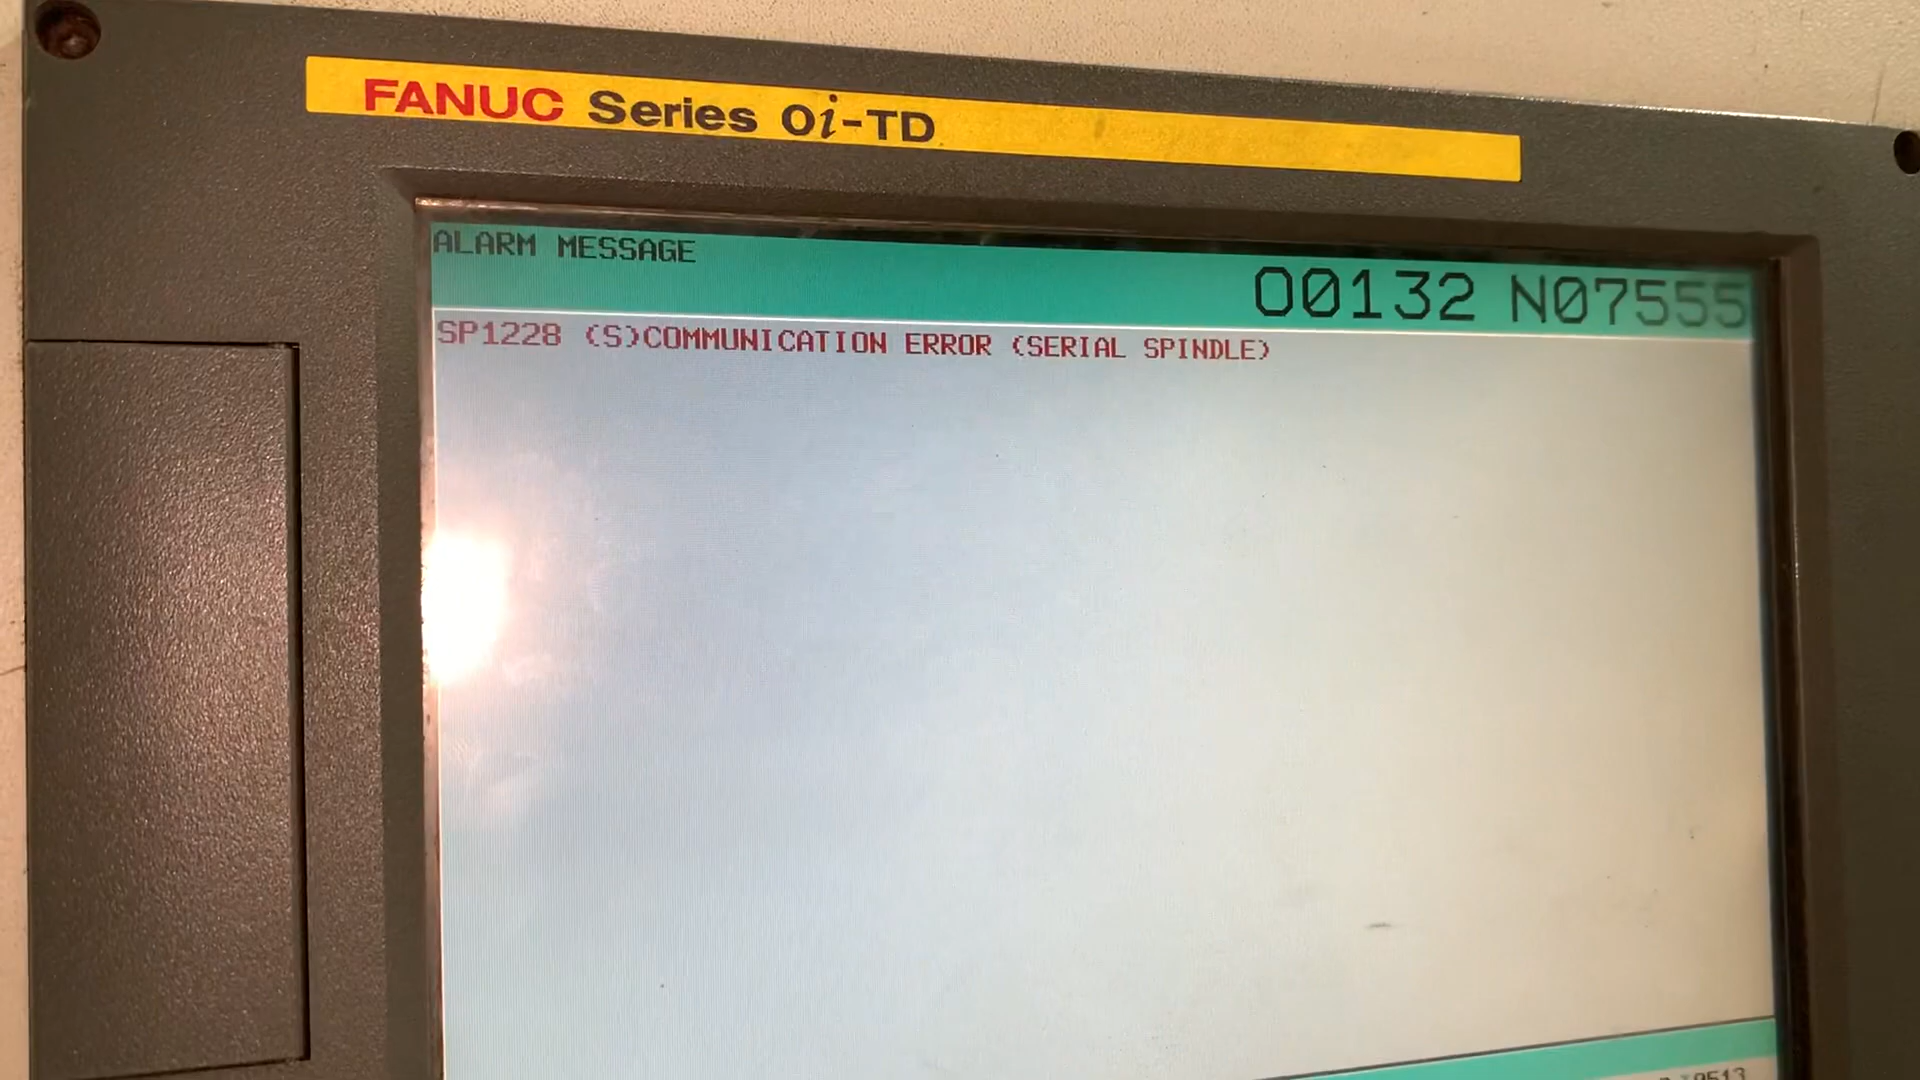 FANUC Series 0i-TD
ALARM MESSAGE
O0132 N07555
SP1228 (S)COMMUNICATION ERROR (SERIAL SPINDLE)